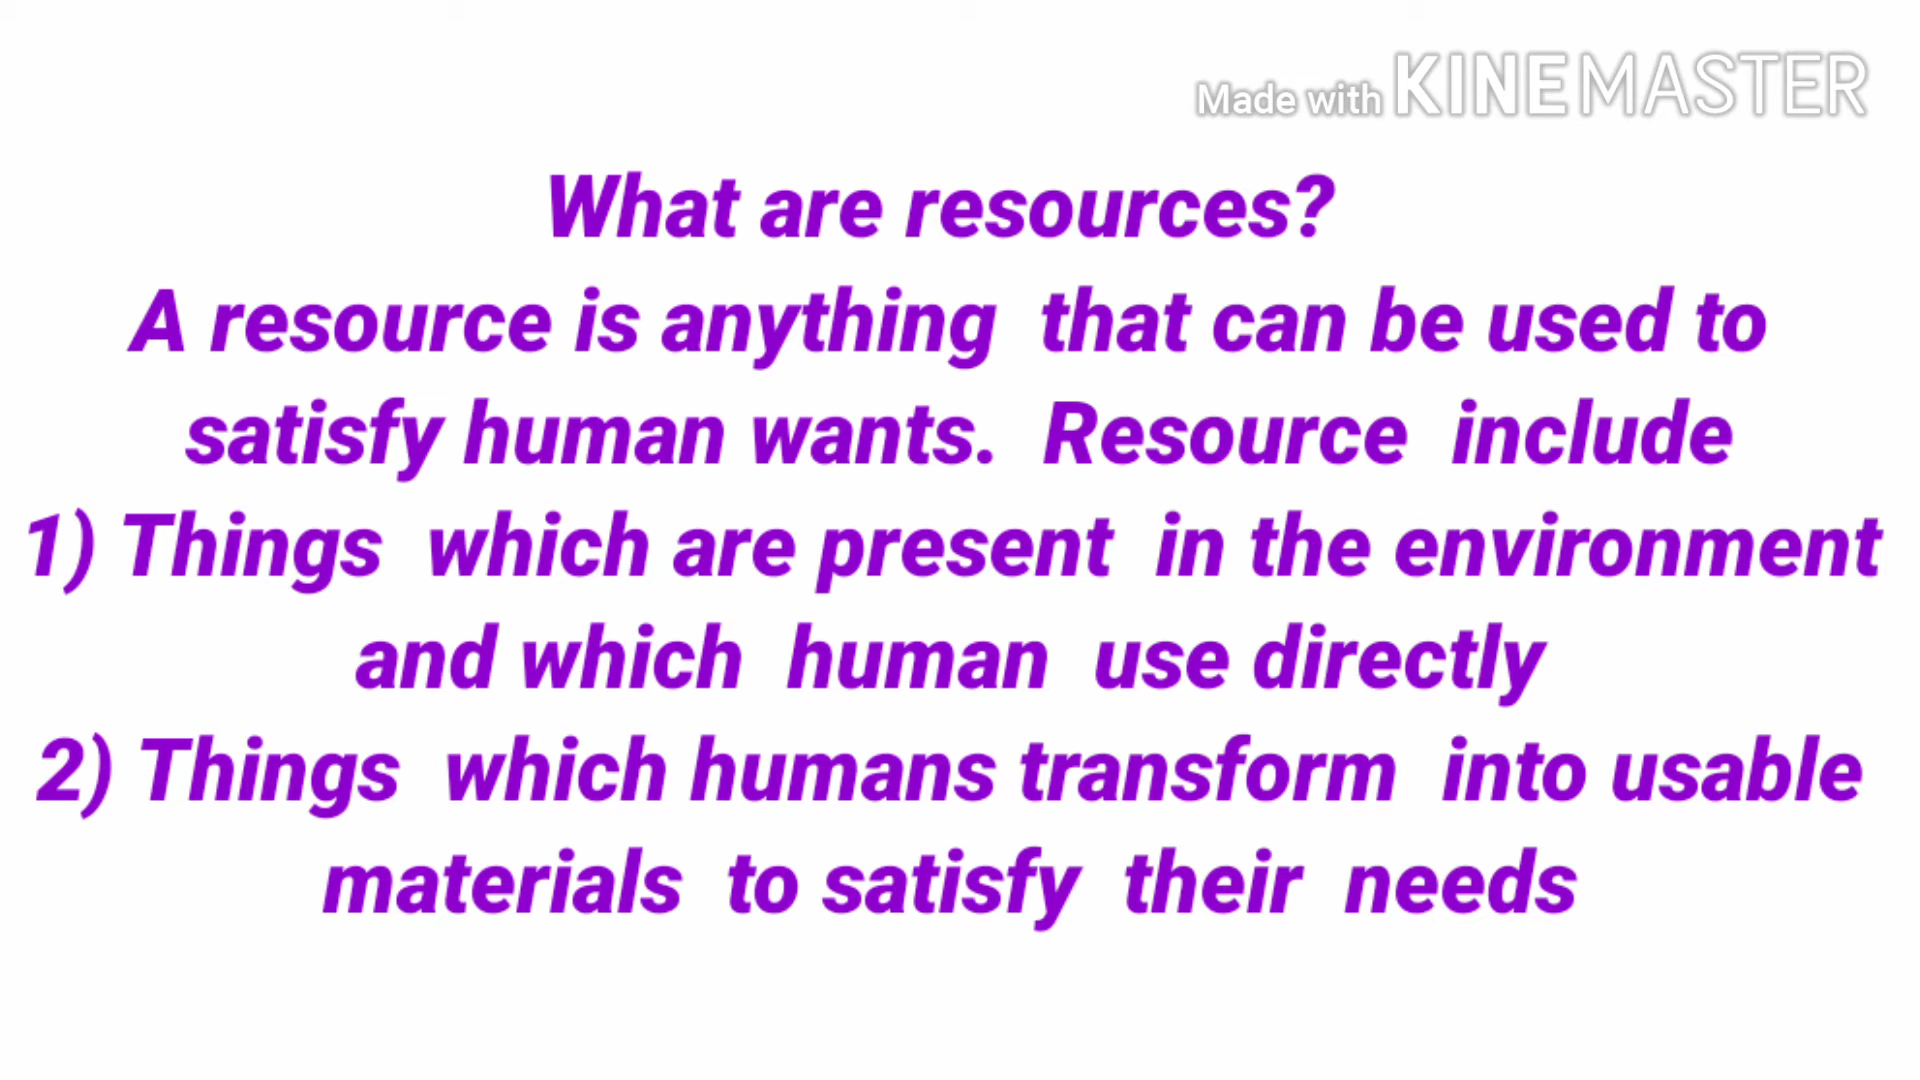 Made with KINEMASTER
What are resources?
A resource is anything that can be used to
satisfy human wants. Resource include
1) Things which are present in the environment
and which human use directly
2) Things which humans transform into usable
materials to satisfy their needs